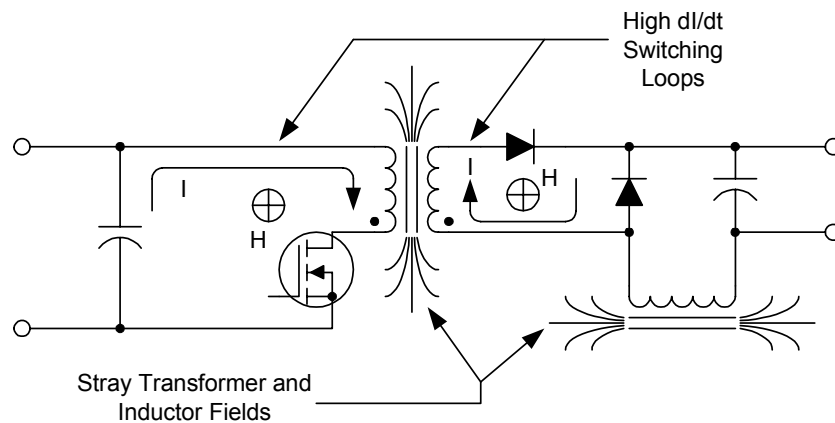 High dI/dt
Switching
Loops
I
H
I
H
Stray Transformer and
Inductor Fields